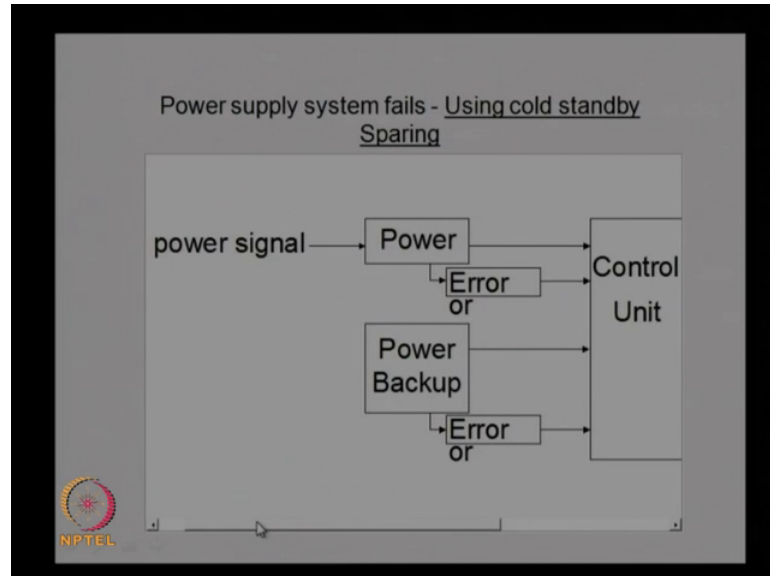 Power supply system fails - Using cold standby
Sparing
power signal
Power
Error
or
Control
Unit
Power
Backup
Error
or
NPTEL